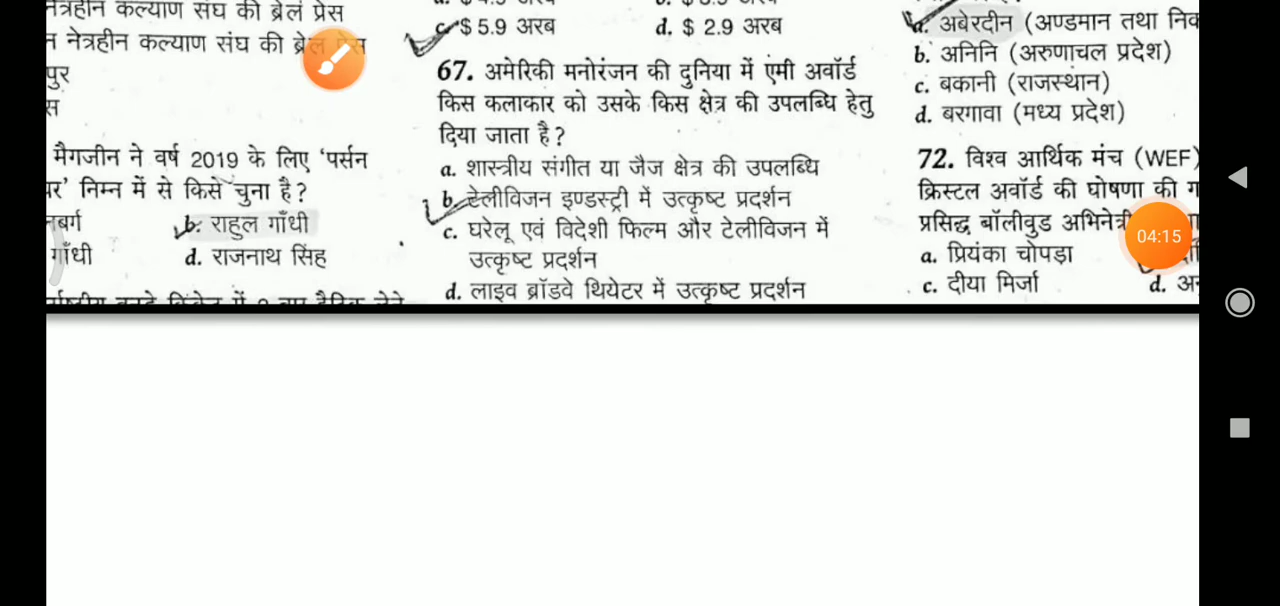 नेत्रहीन कल्याण संघ की ब्रेल प्रेस
न नेत्रहीन कल्याण संघ की ब्रेल प्रेस
पुर
स
मैगजीन ने वर्ष 2019 के लिए ‘पर्सन
यर’ निम्न में से किसे चुना है?
नबर्ग b. राहुल गाँधी
गाँधी d. राजनाथ सिंह
c. $ 5.9 अरब d. $ 2.9 अरब
67. अमेरिकी मनोरंजन की दुनिया में एमी अवॉर्ड
किस कलाकार को उसके किस क्षेत्र की उपलब्धि हेतु
दिया जाता है?
a. शास्त्रीय संगीत या जैज क्षेत्र की उपलब्धि
b. टेलीविजन इण्डस्ट्री में उत्कृष्ट प्रदर्शन
c. घरेलू एवं विदेशी फिल्म और टेलीविजन में
उत्कृष्ट प्रदर्शन
d. लाइव ब्रॉडवे थियेटर में उत्कृष्ट प्रदर्शन
a. अबेरदीन (अण्डमान तथा निक
b. अनिनि (अरुणाचल प्रदेश)
c. बकानी (राजस्थान)
d. बरगावा (मध्य प्रदेश)
72. विश्व आर्थिक मंच (WEF)
क्रिस्टल अवॉर्ड की घोषणा की ग
प्रसिद्ध बॉलीवुड अभिनेत्री
a. प्रियंका चोपड़ा
c. दीया मिर्जा d. अ
04:15